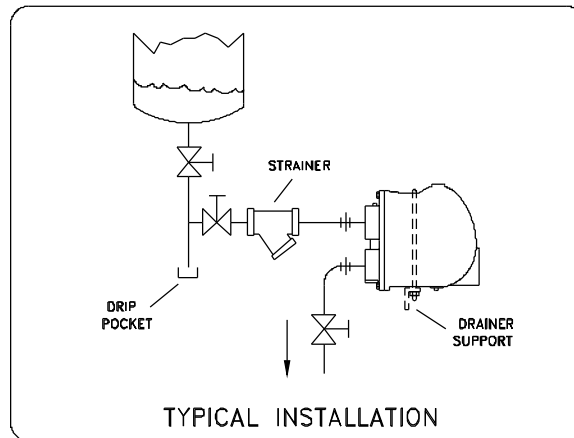 STRAINER
DRIP
POCKET
DRAINER
SUPPORT
TYPICAL INSTALLATION